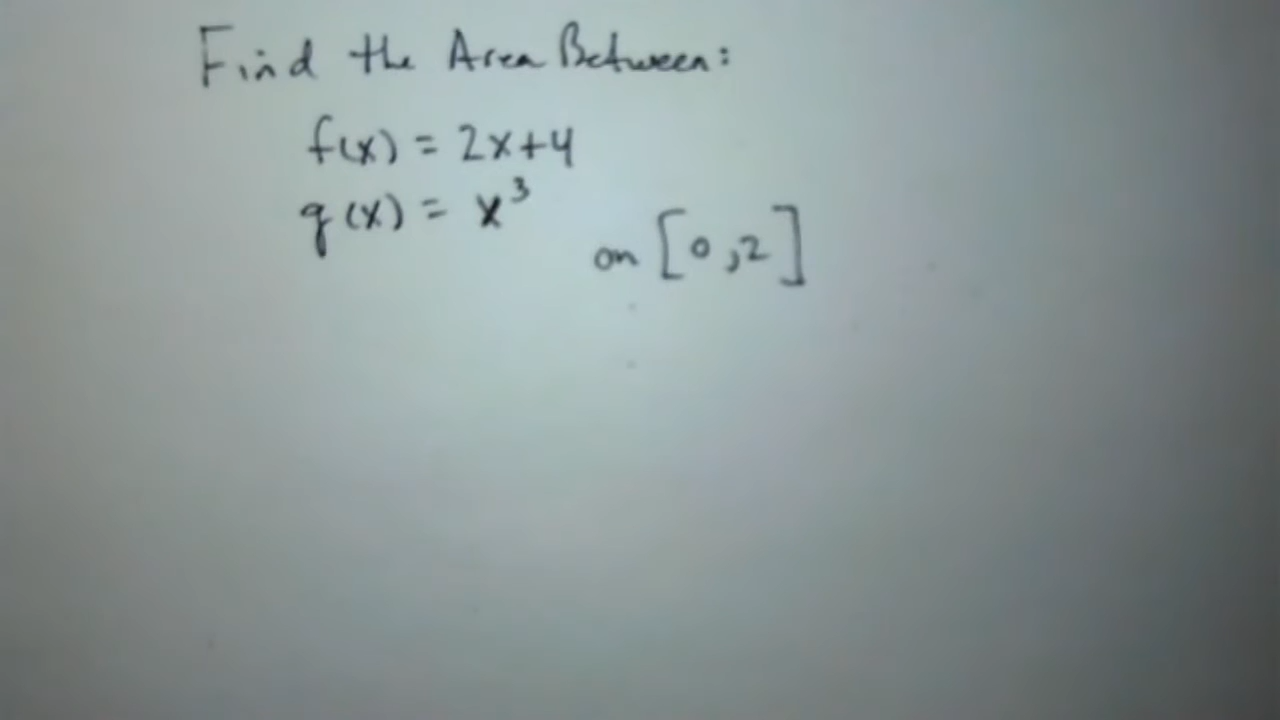 Find the Area Between:
f(x) = 2x+4
g(x) = x³
on [0,2]